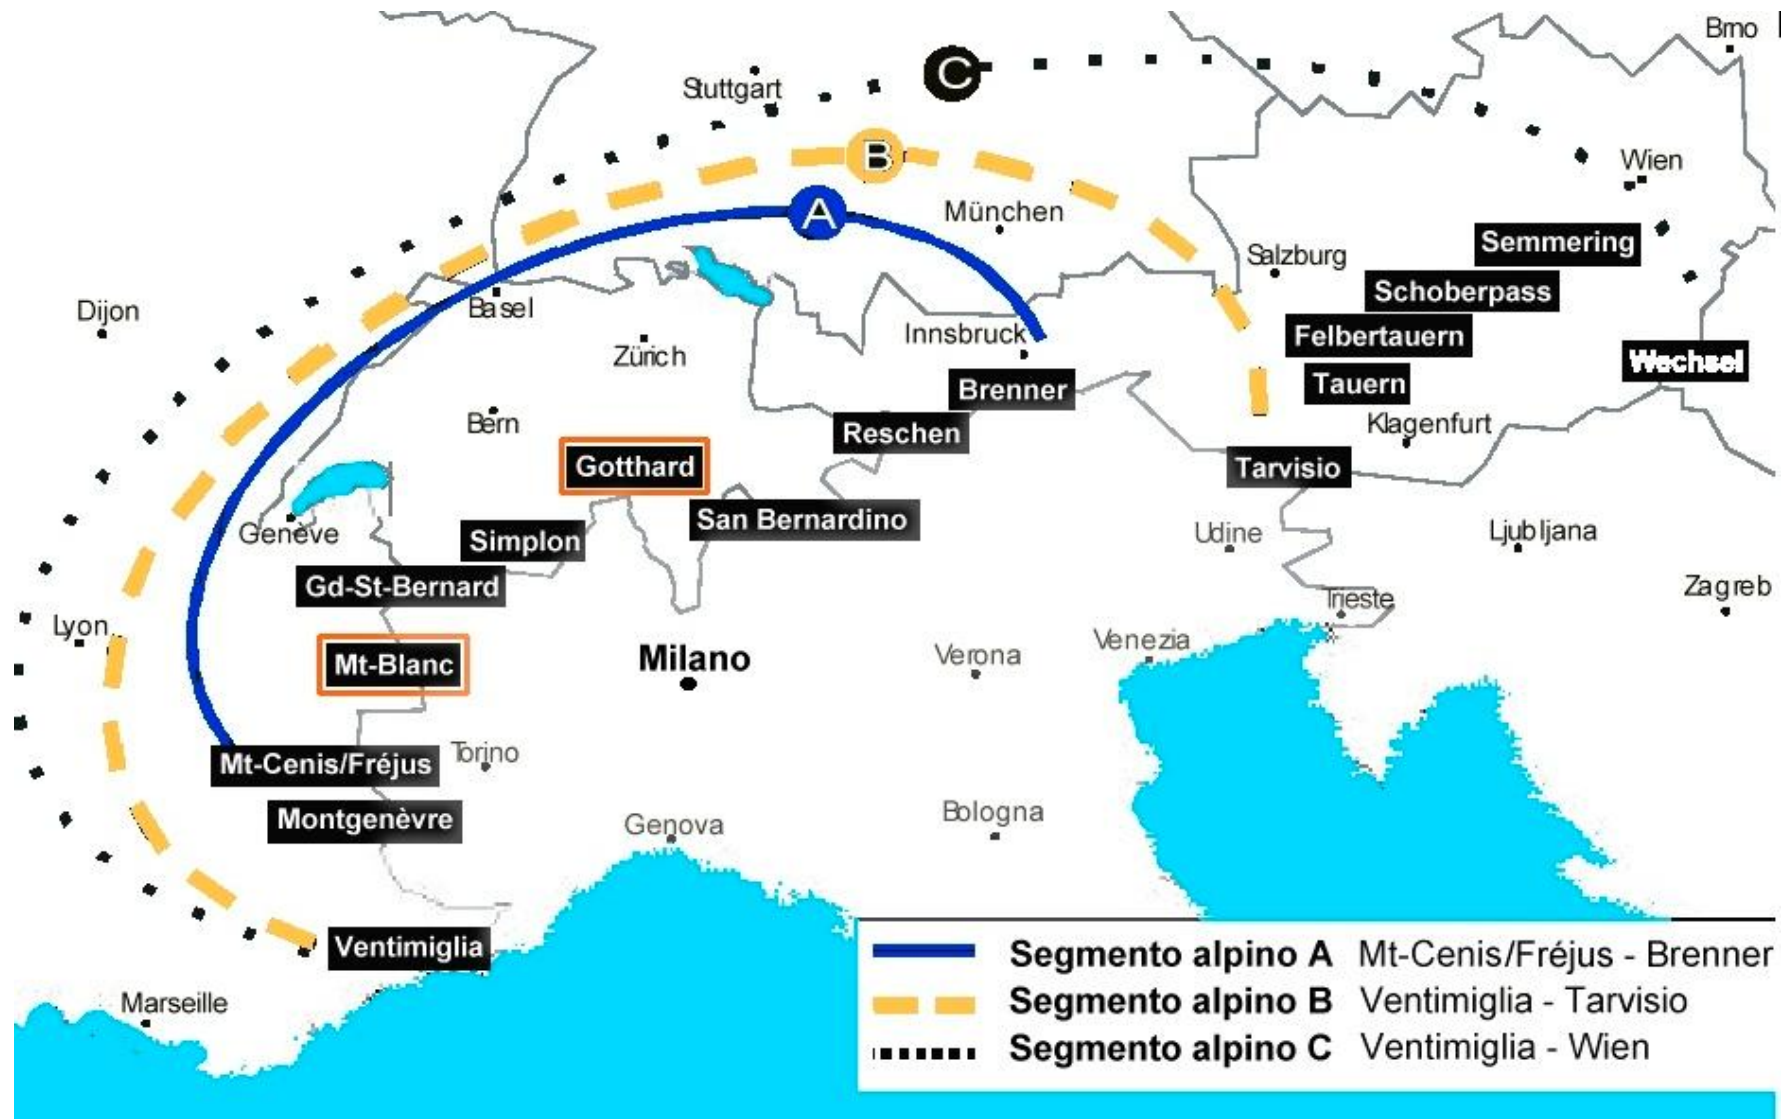 Brno
C
Stuttgart
B
Wien
A
München
Semmering
Salzburg
Schoberpass
Basel
Dijon
Innsbruck
Felbertauern
Zürich
Wechsel
Brenner
Tauern
Bern
Reschen
Klagenfurt
Gotthard
Tarvisio
San Bernardino
Genève
Simplon
Udine
Ljubljana
Gd-St-Bernard
Zagreb
Trieste
Lyon
Venezia
Mt-Blanc
Milano
Verona
Torino
Mt-Cenis/Fréjus
Montgenèvre
Genova
Bologna
Ventimiglia
Marseille
Segmento alpino A Mt-Cenis/Fréjus - Brenner
Segmento alpino B Ventimiglia - Tarvisio
Segmento alpino C Ventimiglia - Wien